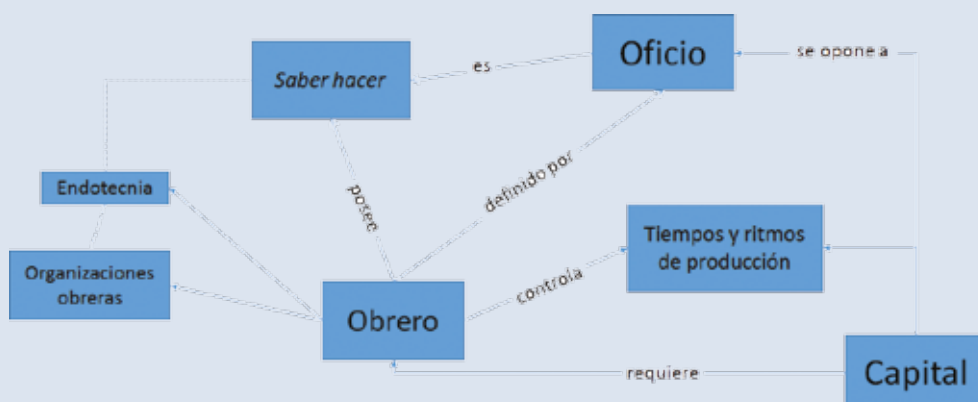 Oficio
se opone a
es
Saber hacer
Endotecnia
posee
definido por
Tiempos y ritmos
de producción
Organizaciones
obreras
controla
Obrero
Capital
requiere